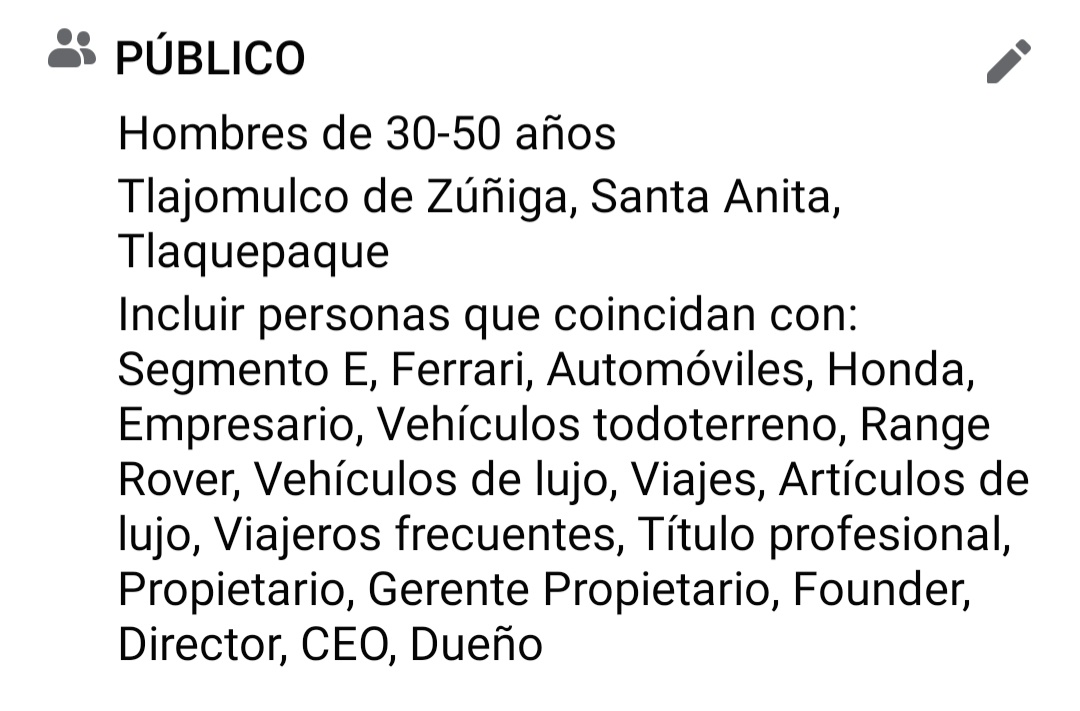 PÚBLICO
Hombres de 30-50 años
Tlajomulco de Zúñiga, Santa Anita,
Tlaquepaque
Incluir personas que coincidan con:
Segmento E, Ferrari, Automóviles, Honda,
Empresario, Vehículos todoterreno, Range
Rover, Vehículos de lujo, Viajes, Artículos de
lujo, Viajeros frecuentes, Título profesional,
Propietario, Gerente Propietario, Founder,
Director, CEO, Dueño